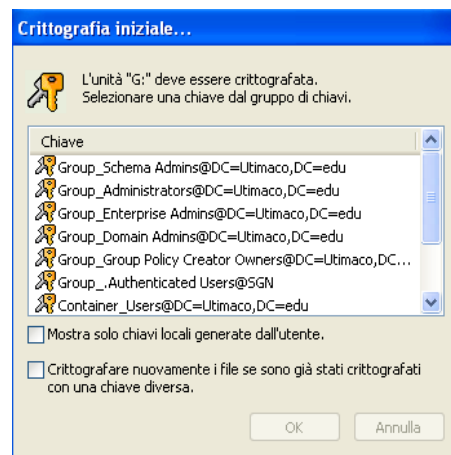 Crittografia iniziale...
L'unità "G:" deve essere crittografata.
Selezionare una chiave dal gruppo di chiavi.
Chiave
Group_Schema Admins@DC=Utimaco,DC=edu
Group_Administrators@DC=Utimaco,DC=edu
Group_Enterprise Admins@DC=Utimaco,DC=edu
Group_Domain Admins@DC=Utimaco,DC=edu
Group_Group Policy Creator Owners@DC=Utimaco,DC...
Group_.Authenticated Users@SGN
Container_Users@DC=Utimaco,DC=edu
Mostra solo chiavi locali generate dall'utente.
Crittografare nuovamente i file se sono già stati crittografati
con una chiave diversa.
OK Annulla